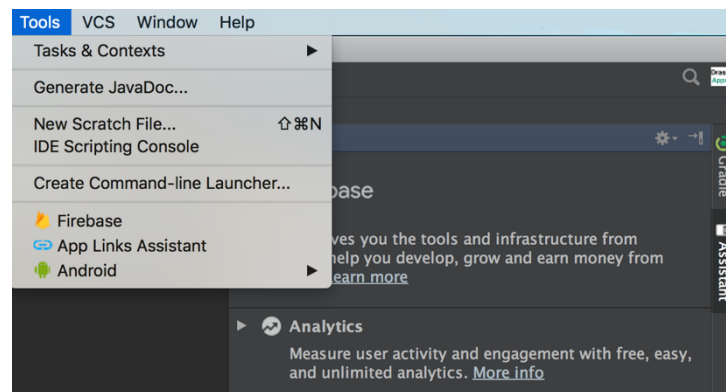 Tools VCS Window Help
Tasks & Contexts
Generate JavaDoc...
New Scratch File... ⇧⌘N
IDE Scripting Console
Create Command-line Launcher...
Firebase
App Links Assistant
Android
base
ves you the tools and infrastructure from
help you develop, grow and earn money from
earn more
Analytics
Measure user activity and engagement with free, easy,
and unlimited analytics. More info
Gradle
Assistant